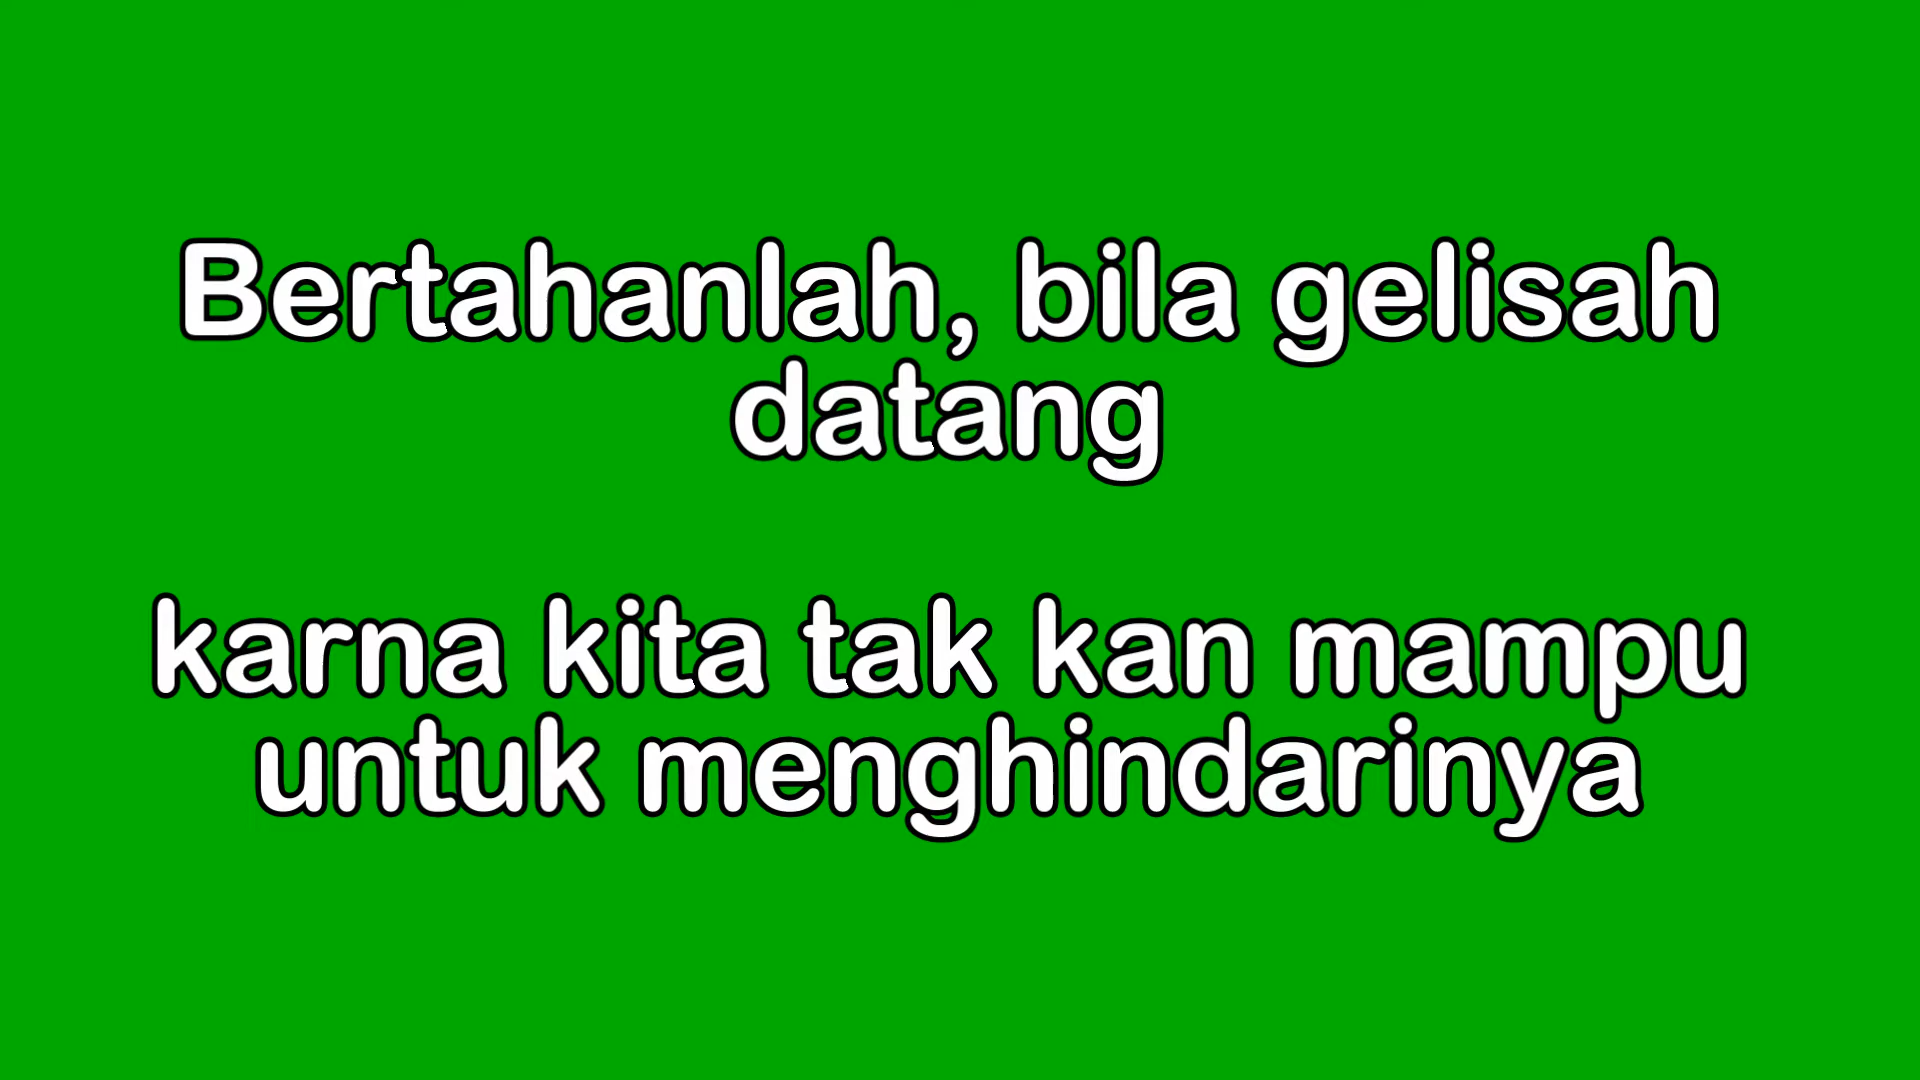 Bertahanlah, bila gelisah
datang
karna kita tak kan mampu
untuk menghindarinya